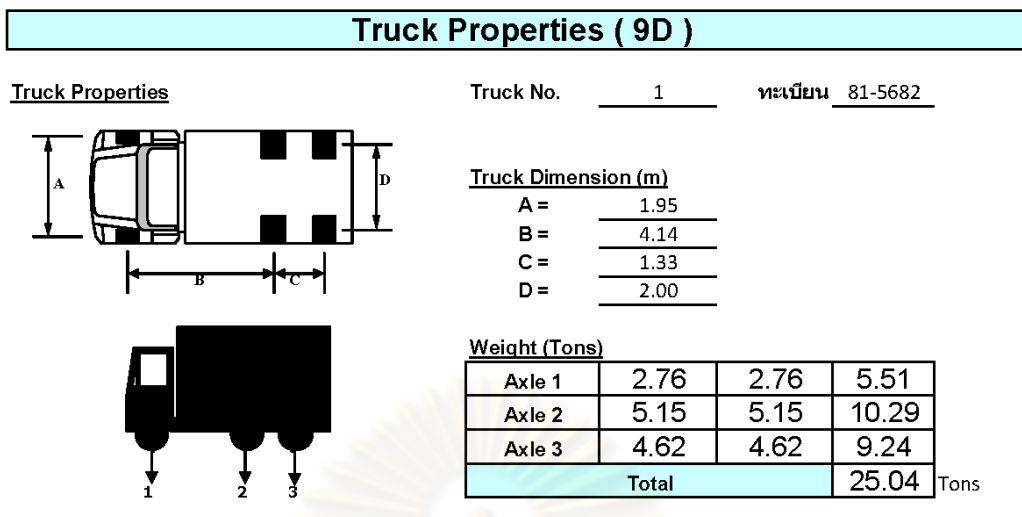 Truck Properties ( 9D )
Truck Properties
Truck No. 1 ทะเบียน 81-5682
A
D
B
C
Truck Dimension (m)
A = 1.95
B = 4.14
C = 1.33
D = 2.00
1
2
3
Weight (Tons)
Axle 1 2.76 2.76 5.51
Axle 2 5.15 5.15 10.29
Axle 3 4.62 4.62 9.24
Total 25.04 Tons